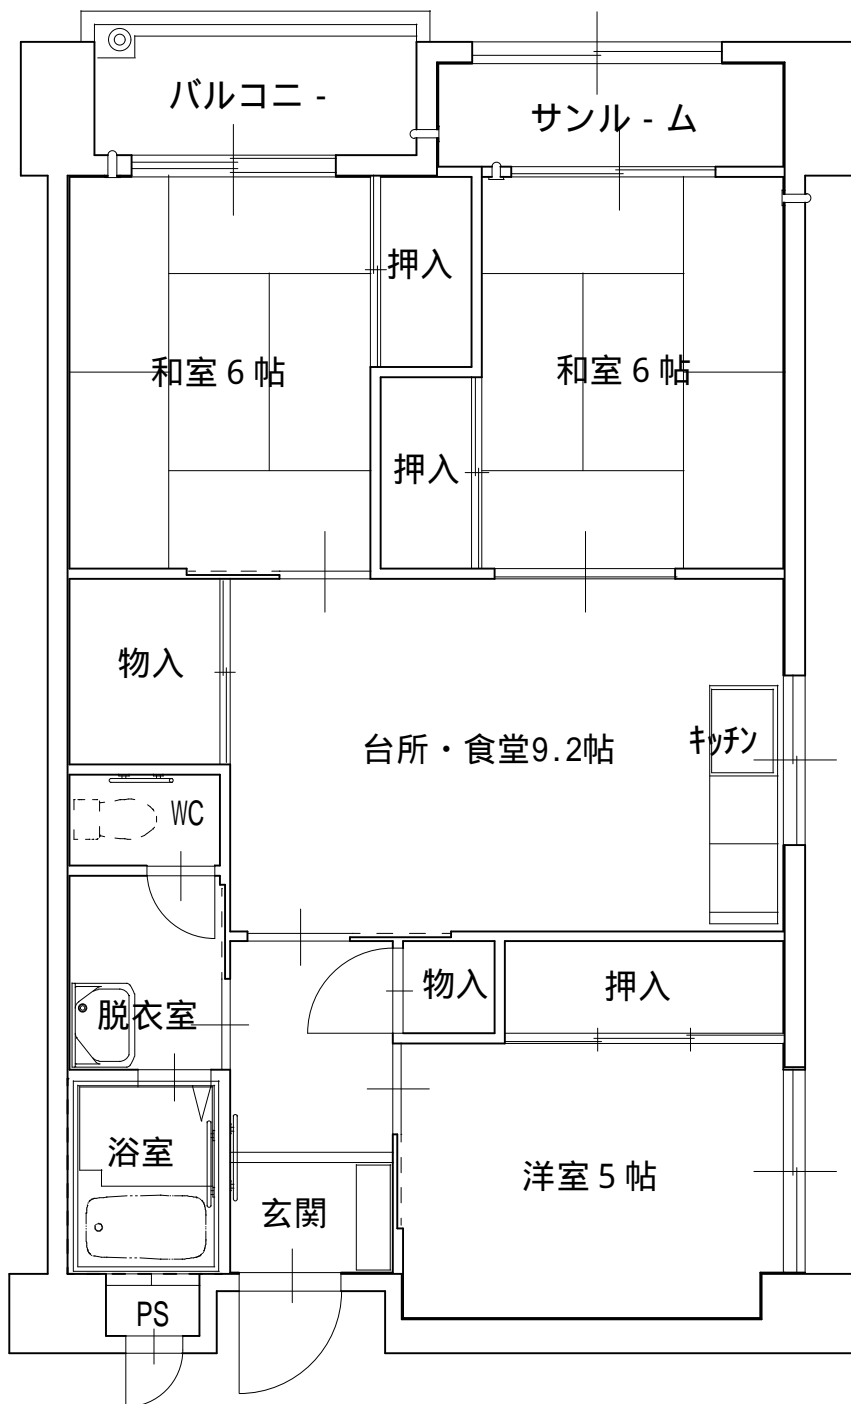 バルコニ -
サンル - ム
押入
和室６帖
和室６帖
押入
物入
台所・食堂9.2帖
ｷｯﾁﾝ
WC
物入
押入
脱衣室
浴室
洋室５帖
玄関
PS